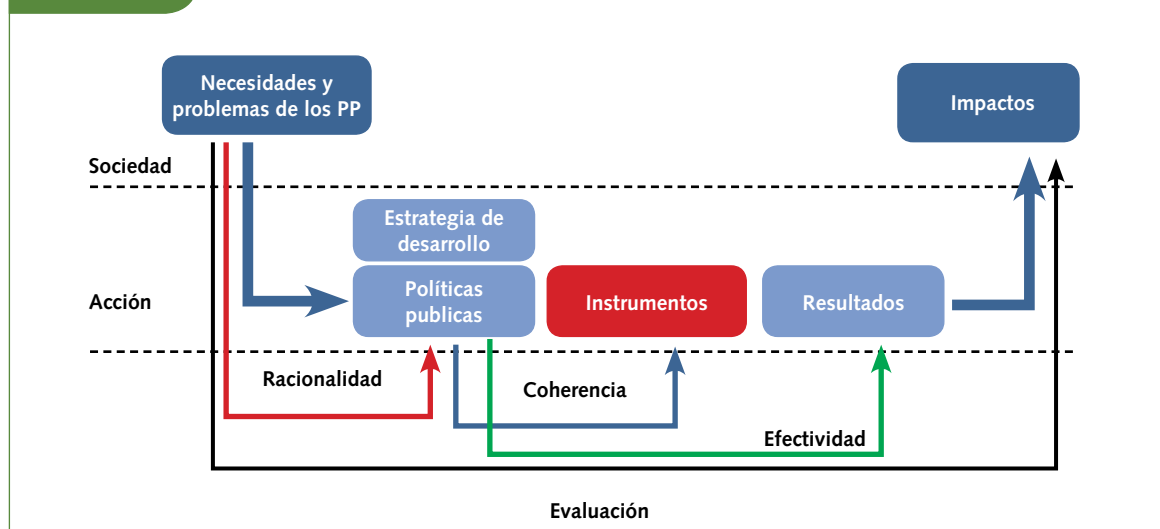 Necesidades y
problemas de los PP
Impactos
Sociedad
Estrategia de
desarrollo
Acción
Políticas
publicas
Instrumentos
Resultados
Racionalidad
Coherencia
Efectividad
Evaluación